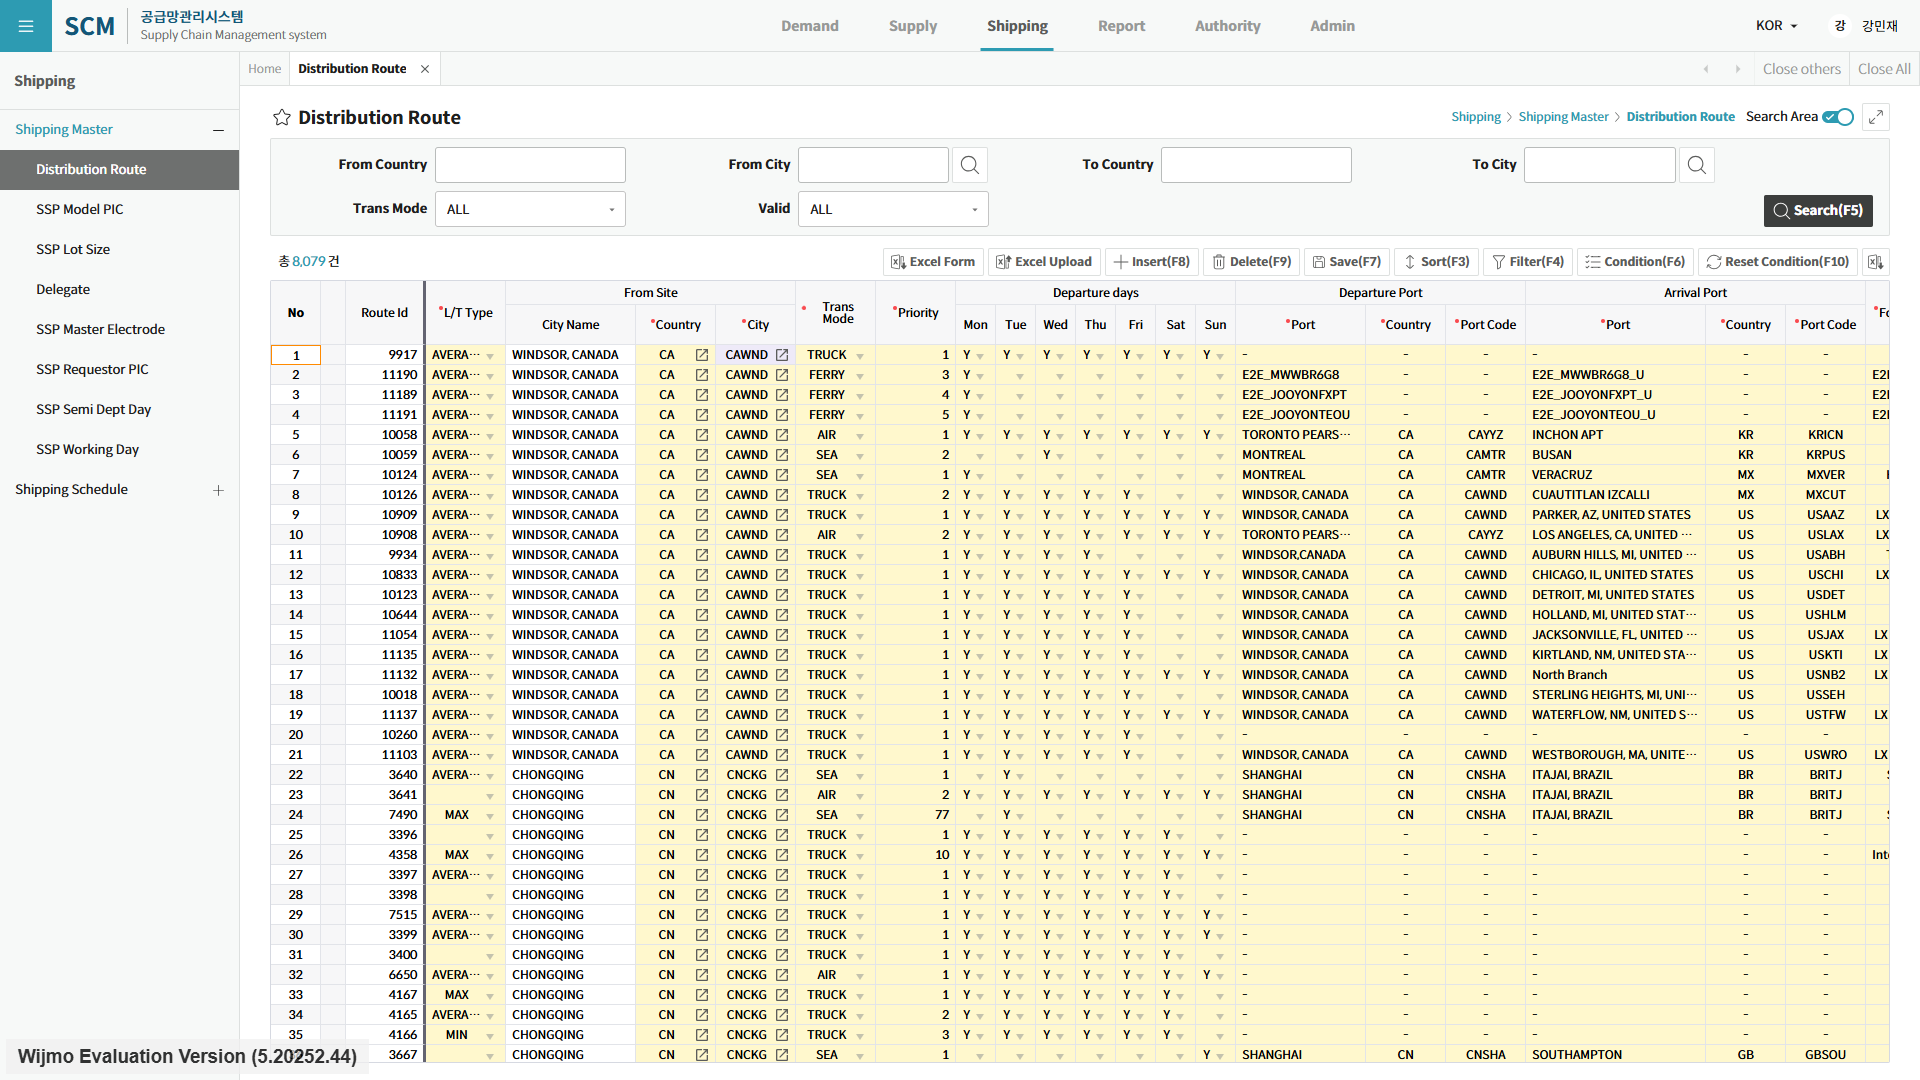 SCM 공급망관리시스템
Supply Chain Management system
Demand Supply Shipping Report Authority Admin
KOR 강 강민재
Shipping
Home Distribution Route Close others Close All
Shipping Master
Distribution Route
SSP Model PIC
SSP Lot Size
Delegate
SSP Master Electrode
SSP Requestor PIC
SSP Semi Dept Day
SSP Working Day
Shipping Schedule
Distribution Route
Shipping > Shipping Master > Distribution Route Search Area
From Country From City To Country To City
Trans Mode ALL Valid ALL Search(F5)
총 8,079 건 Excel Form Excel Upload Insert(F8) Delete(F9) Save(F7) Sort(F3) Filter(F4) Condition(F6) Reset Condition(F10)
No Route Id *L/T Type From Site *Trans Mode *Priority Departure days Departure Port Arrival Port
City Name *Country *City Mon Tue Wed Thu Fri Sat Sun *Port *Country *Port Code *Port *Country *Port Code
1 9917 AVERA… WINDSOR, CANADA CA CAWND TRUCK 1 Y Y Y Y Y Y Y - - - - - -
2 11190 AVERA… WINDSOR, CANADA CA CAWND FERRY 3 Y E2E_MWWBR6G8 - - E2E_MWWBR6G8_U - -
3 11189 AVERA… WINDSOR, CANADA CA CAWND FERRY 4 Y E2E_JOOYONFXPT - - E2E_JOOYONFXPT_U - -
4 11191 AVERA… WINDSOR, CANADA CA CAWND FERRY 5 Y E2E_JOOYONTEOU - - E2E_JOOYONTEOU_U - -
5 10058 AVERA… WINDSOR, CANADA CA CAWND AIR 1 Y Y Y Y Y Y Y TORONTO PEARS… CA CAYYZ INCHON APT KR KRICN
6 10059 AVERA… WINDSOR, CANADA CA CAWND SEA 2 Y MONTREAL CA CAMTR BUSAN KR KRPUS
7 10124 AVERA… WINDSOR, CANADA CA CAWND SEA 1 Y MONTREAL CA CAMTR VERACRUZ MX MXVER
8 10126 AVERA… WINDSOR, CANADA CA CAWND TRUCK 2 Y Y Y Y Y WINDSOR, CANADA CA CAWND CUAUTITLAN IZCALLI MX MXCUT
9 10909 AVERA… WINDSOR, CANADA CA CAWND TRUCK 1 Y Y Y Y Y Y Y WINDSOR, CANADA CA CAWND PARKER, AZ, UNITED STATES US USAAZ LX
10 10908 AVERA… WINDSOR, CANADA CA CAWND AIR 2 Y Y Y Y Y Y Y TORONTO PEARS… CA CAYYZ LOS ANGELES, CA, UNITED … US USLAX LX
11 9934 AVERA… WINDSOR, CANADA CA CAWND TRUCK 1 Y Y Y Y WINDSOR,CANADA CA CAWND AUBURN HILLS, MI, UNITED … US USABH
12 10833 AVERA… WINDSOR, CANADA CA CAWND TRUCK 1 Y Y Y Y Y Y Y WINDSOR, CANADA CA CAWND CHICAGO, IL, UNITED STATES US USCHI LX
13 10123 AVERA… WINDSOR, CANADA CA CAWND TRUCK 1 Y Y Y Y Y WINDSOR, CANADA CA CAWND DETROIT, MI, UNITED STATES US USDET
14 10644 AVERA… WINDSOR, CANADA CA CAWND TRUCK 1 Y Y Y Y Y WINDSOR, CANADA CA CAWND HOLLAND, MI, UNITED STAT… US USHLM
15 11054 AVERA… WINDSOR, CANADA CA CAWND TRUCK 1 Y Y Y Y Y WINDSOR, CANADA CA CAWND JACKSONVILLE, FL, UNITED … US USJAX LX
16 11135 AVERA… WINDSOR, CANADA CA CAWND TRUCK 1 Y Y Y Y Y WINDSOR, CANADA CA CAWND KIRTLAND, NM, UNITED STA… US USKTI LX
17 11132 AVERA… WINDSOR, CANADA CA CAWND TRUCK 1 Y Y Y Y Y Y Y WINDSOR, CANADA CA CAWND North Branch US USNB2 LX
18 10018 AVERA… WINDSOR, CANADA CA CAWND TRUCK 1 Y Y Y Y Y WINDSOR, CANADA CA CAWND STERLING HEIGHTS, MI, UNI… US USSEH
19 11137 AVERA… WINDSOR, CANADA CA CAWND TRUCK 1 Y Y Y Y Y Y Y WINDSOR, CANADA CA CAWND WATERFLOW, NM, UNITED S… US USTFW LX
20 10260 AVERA… WINDSOR, CANADA CA CAWND TRUCK 1 Y Y Y Y Y - - - - - -
21 11103 AVERA… WINDSOR, CANADA CA CAWND TRUCK 1 Y Y Y Y Y WINDSOR, CANADA CA CAWND WESTBOROUGH, MA, UNITE… US USWRO LX
22 3640 AVERA… CHONGQING CN CNCKG SEA 1 Y SHANGHAI CN CNSHA ITAJAI, BRAZIL BR BRITJ
23 3641 CHONGQING CN CNCKG AIR 2 Y Y Y Y Y Y Y SHANGHAI CN CNSHA ITAJAI, BRAZIL BR BRITJ
24 7490 MAX CHONGQING CN CNCKG SEA 77 Y SHANGHAI CN CNSHA ITAJAI, BRAZIL BR BRITJ
25 3396 CHONGQING CN CNCKG TRUCK 1 Y Y Y Y Y Y - - - - - -
26 4358 MAX CHONGQING CN CNCKG TRUCK 10 Y Y Y Y Y Y Y - - - - - -
27 3397 AVERA… CHONGQING CN CNCKG TRUCK 1 Y Y Y Y Y Y - - - - - -
28 3398 CHONGQING CN CNCKG TRUCK 1 Y Y Y Y Y Y - - - - - -
29 7515 AVERA… CHONGQING CN CNCKG TRUCK 1 Y Y Y Y Y Y Y - - - - - -
30 3399 AVERA… CHONGQING CN CNCKG TRUCK 1 Y Y Y Y Y Y Y - - - - - -
31 3400 CHONGQING CN CNCKG TRUCK 1 Y Y Y Y Y Y - - - - - -
32 6650 AVERA… CHONGQING CN CNCKG AIR 1 Y Y Y Y Y Y Y - - - - - -
33 4167 MAX CHONGQING CN CNCKG TRUCK 1 Y Y Y Y Y Y - - - - - -
34 4165 AVERA… CHONGQING CN CNCKG TRUCK 2 Y Y Y Y Y Y - - - - - -
35 4166 MIN CHONGQING CN CNCKG TRUCK 3 Y Y Y Y Y Y - - - - - -
3667 CHONGQING CN CNCKG SEA 1 Y SHANGHAI CN CNSHA SOUTHAMPTON GB GBSOU
Wijmo Evaluation Version (5.20252.44)